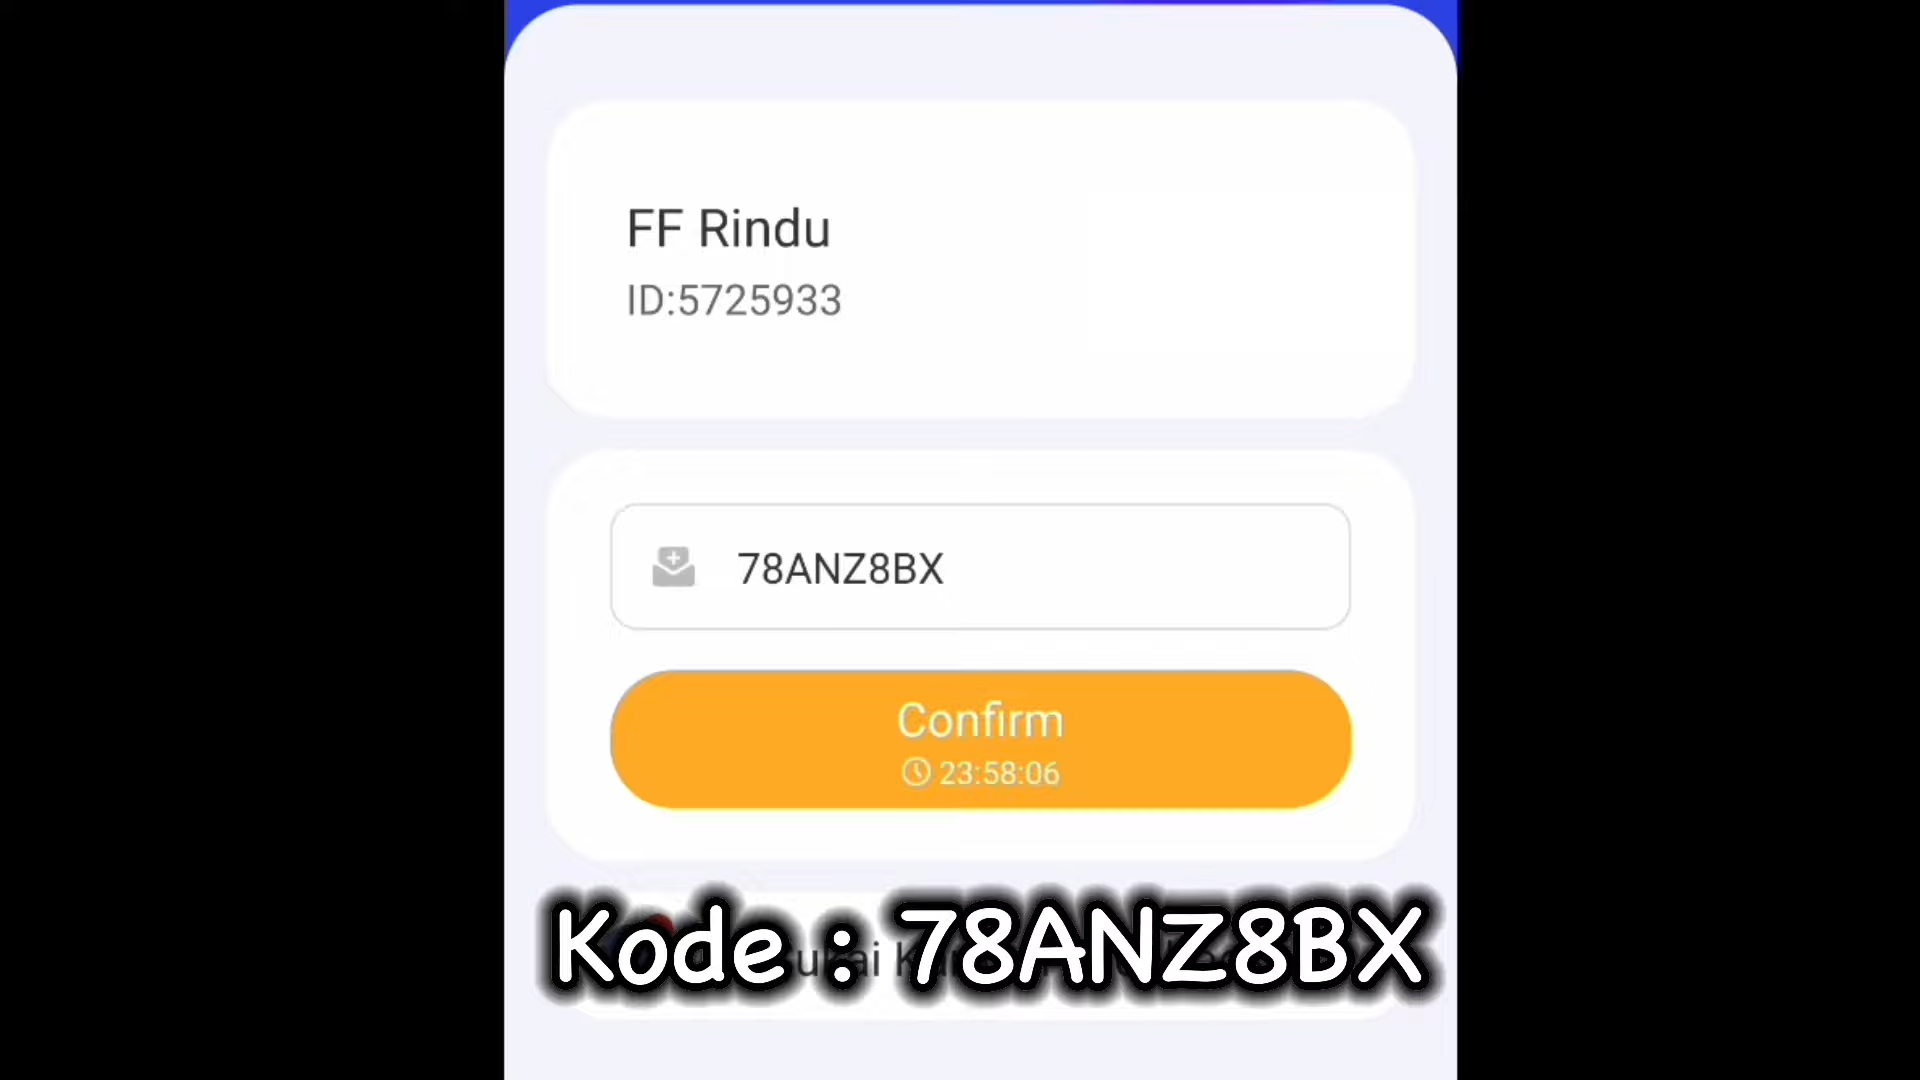 FF Rindu
ID:5725933
78ANZ8BX
Confirm
23:58:06
Kode : 78ANZ8BX